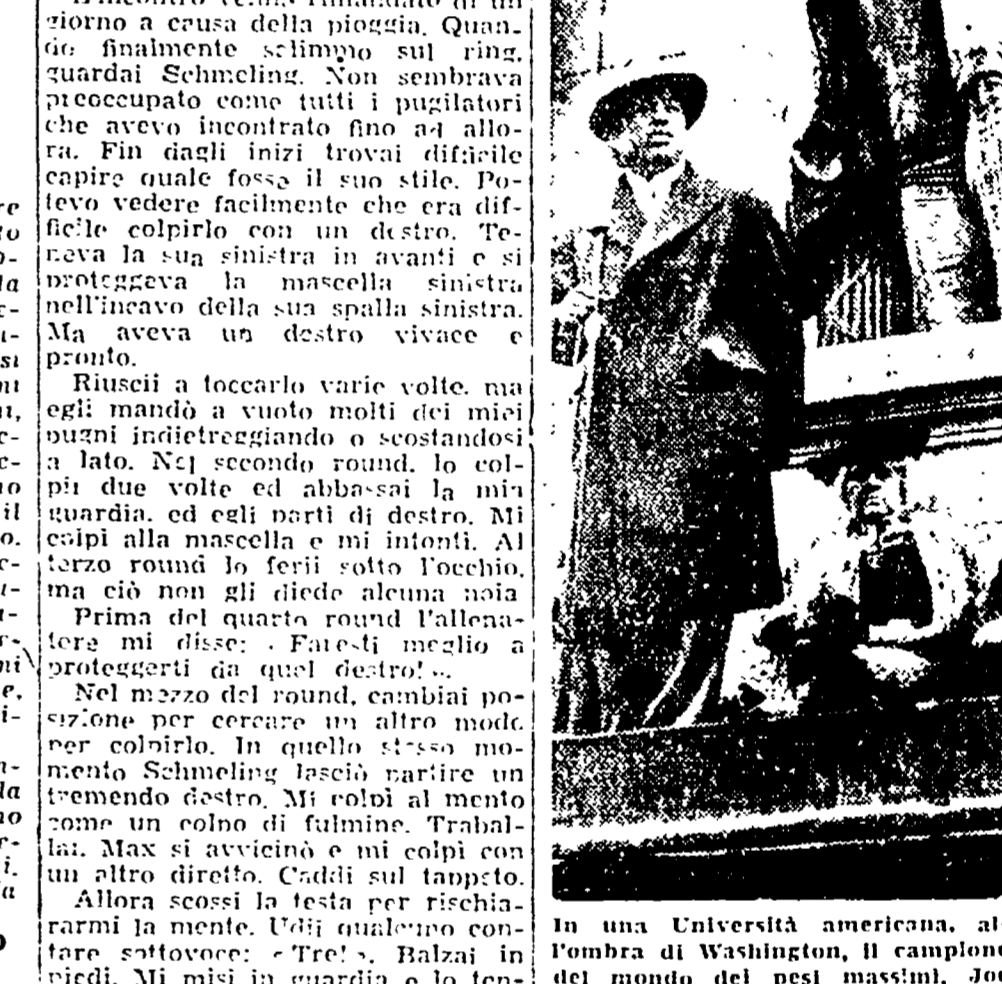 giorno a causa della pioggia. Quan-
do finalmente salimmo sul ring,
guardai Schmeling. Non sembrava
preoccupato come tutti i pugilatori
che avevo incontrato fino ad allo-
ra. Fin dagli inizi trovai difficile
capire quale fosse il suo stile. Po-
tevo vedere facilmente che era dif-
ficile colpirlo con un destro. Te-
neva la sua sinistra in avanti e si
proteggeva la mascella sinistra
nell'incavo della sua spalla sinistra.
Ma aveva un destro vivace e
pronto.
Riuscii a toccarlo varie volte, ma
egli mandò a vuoto molti dei miei
pugni indietreggiando o scostandosi
a lato. Nel secondo round, lo col-
pii due volte ed abbassai la mia
guardia, ed egli partì di destro. Mi
colpì alla mascella e mi intontì. Al
terzo round lo ferii sotto l'occhio,
ma ciò non gli diede alcuna noia
Prima del quarto round l'allena-
tore mi disse: « Faresti meglio a
proteggerti da quel destro! ».
Nel mezzo del round, cambiai po-
sizione per cercare un altro modo
per colpirlo. In quello stesso mo-
mento Schmeling lasciò partire un
tremendo destro. Mi colpì al mento
come un colpo di fulmine. Trabal-
lai. Max si avvicinò e mi colpì con
un altro diretto. Caddi sul tappeto.
Allora scossi la testa per rischia-
rarmi la mente. Udii qualcuno con-
tare sottovoce: « Tre! ». Balzai in
piedi. Mi misi in guardia e lo ten-
In una Università americana, al-
l'ombra di Washington, il campione
del mondo dei pesi massimi, Joe